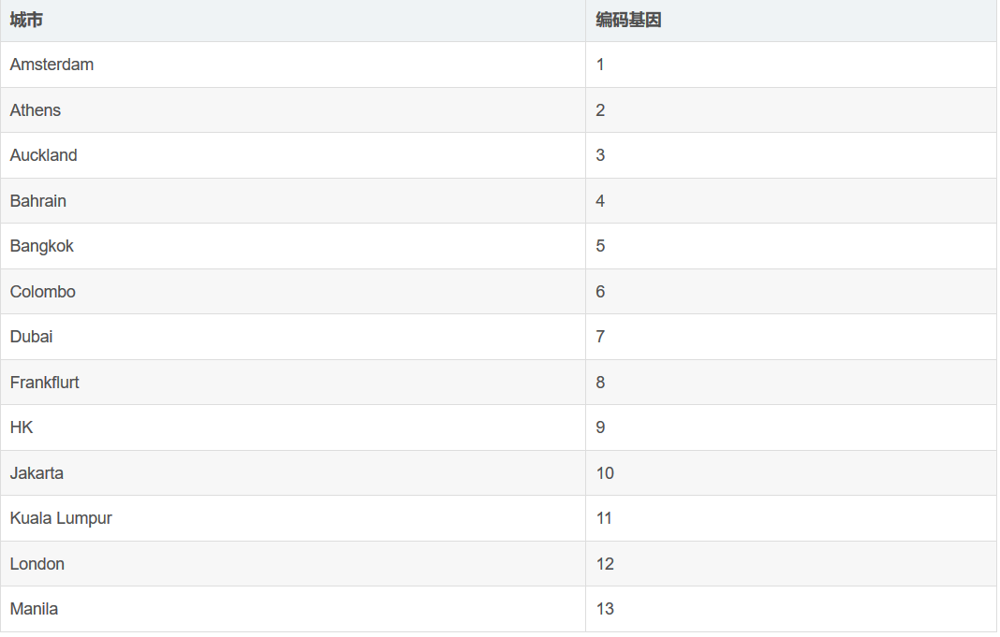 城市 编码基因
Amsterdam 1
Athens 2
Auckland 3
Bahrain 4
Bangkok 5
Colombo 6
Dubai 7
Frankflurt 8
HK 9
Jakarta 10
Kuala Lumpur 11
London 12
Manila 13